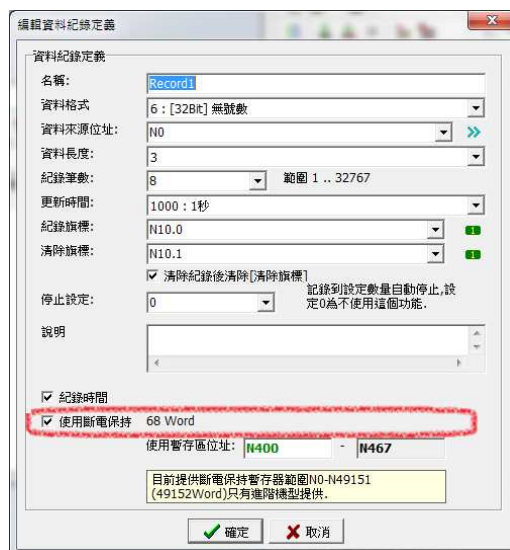 編輯資料紀錄定義
資料紀錄定義
名稱: Record1
資料格式 6 : [32Bit] 無號數
資料來源位址: N0
資料長度: 3
紀錄筆數: 8 範圍 1 .. 32767
更新時間: 1000 : 1秒
紀錄旗標: N10.0 1
清除旗標: N10.1 1
清除紀錄後清除[清除旗標]
停止設定: 0 記錄到設定數量自動停止,設
定0為不使用這個功能.
說明
紀錄時間
使用斷電保持 68 Word
使用暫存區位址: N400 - N467
目前提供斷電保持暫存器範圍N0-N49151
(49152Word)只有進階機型提供.
確定 取消